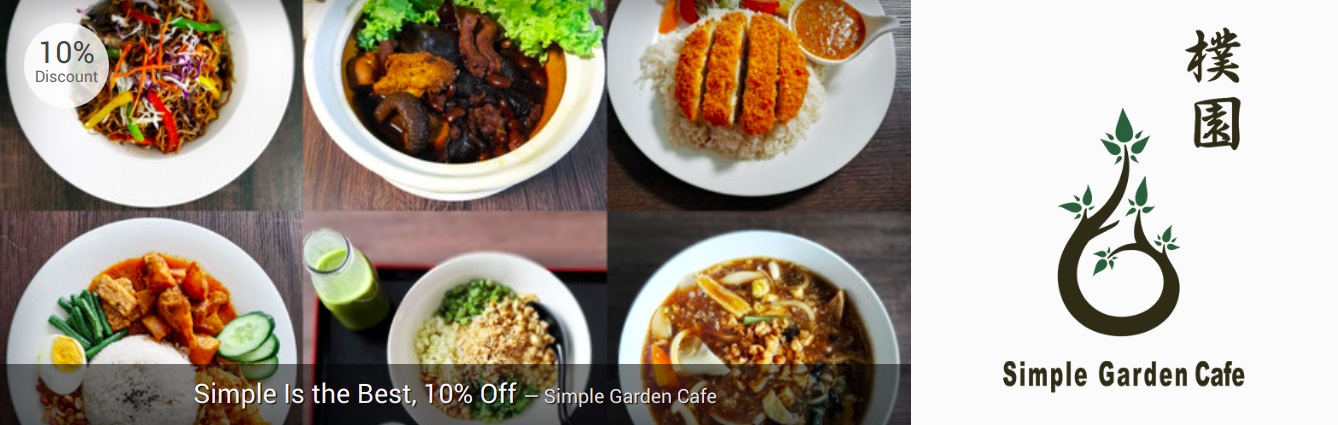 10%
Discount
Simple Is the Best, 10% Off – Simple Garden Cafe
樸
園
Simple Garden Cafe